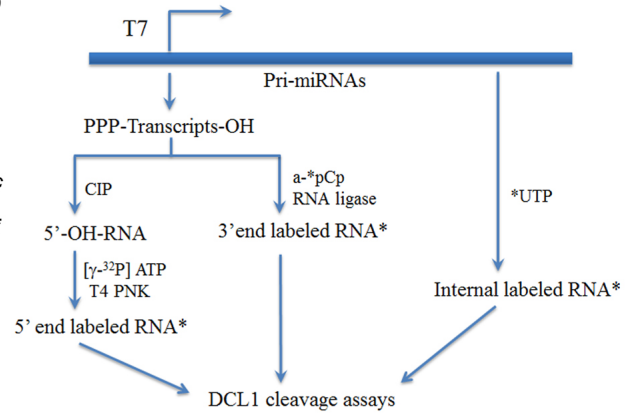 T7
Pri-miRNAs
PPP-Transcripts-OH
CIP
a-*pCp
RNA ligase
*UTP
5’-OH-RNA
3’end labeled RNA*
[γ-³²P] ATP
T4 PNK
Internal labeled RNA*
5’ end labeled RNA*
DCL1 cleavage assays